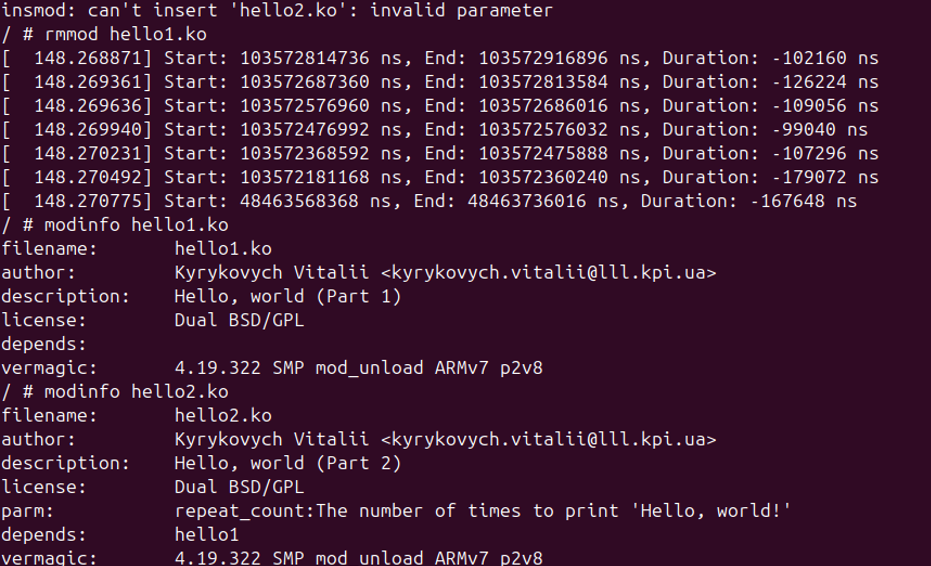 insmod: can't insert 'hello2.ko': invalid parameter
/ # rmmod hello1.ko
[  148.268871] Start: 103572814736 ns, End: 103572916896 ns, Duration: -102160 ns
[  148.269361] Start: 103572687360 ns, End: 103572813584 ns, Duration: -126224 ns
[  148.269636] Start: 103572576960 ns, End: 103572686016 ns, Duration: -109056 ns
[  148.269940] Start: 103572476992 ns, End: 103572576032 ns, Duration: -99040 ns
[  148.270231] Start: 103572368592 ns, End: 103572475888 ns, Duration: -107296 ns
[  148.270492] Start: 103572181168 ns, End: 103572360240 ns, Duration: -179072 ns
[  148.270775] Start: 48463568368 ns, End: 48463736016 ns, Duration: -167648 ns
/ # modinfo hello1.ko
filename:       hello1.ko
author:         Kyrykovych Vitalii <kyrykovych.vitalii@lll.kpi.ua>
description:    Hello, world (Part 1)
license:        Dual BSD/GPL
depends:
vermagic:       4.19.322 SMP mod_unload ARMv7 p2v8
/ # modinfo hello2.ko
filename:       hello2.ko
author:         Kyrykovych Vitalii <kyrykovych.vitalii@lll.kpi.ua>
description:    Hello, world (Part 2)
license:        Dual BSD/GPL
parm:           repeat_count:The number of times to print 'Hello, world!'
depends:        hello1
vermagic:       4.19.322 SMP mod_unload ARMv7 p2v8